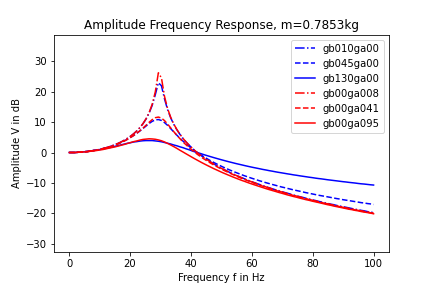 Amplitude Frequency Response, m=0.7853kg
gb010ga00
gb045ga00
gb130ga00
gb00ga008
gb00ga041
gb00ga095
Amplitude V in dB
30
20
10
0
−10
−20
−30
0 20 40 60 80 100
Frequency f in Hz